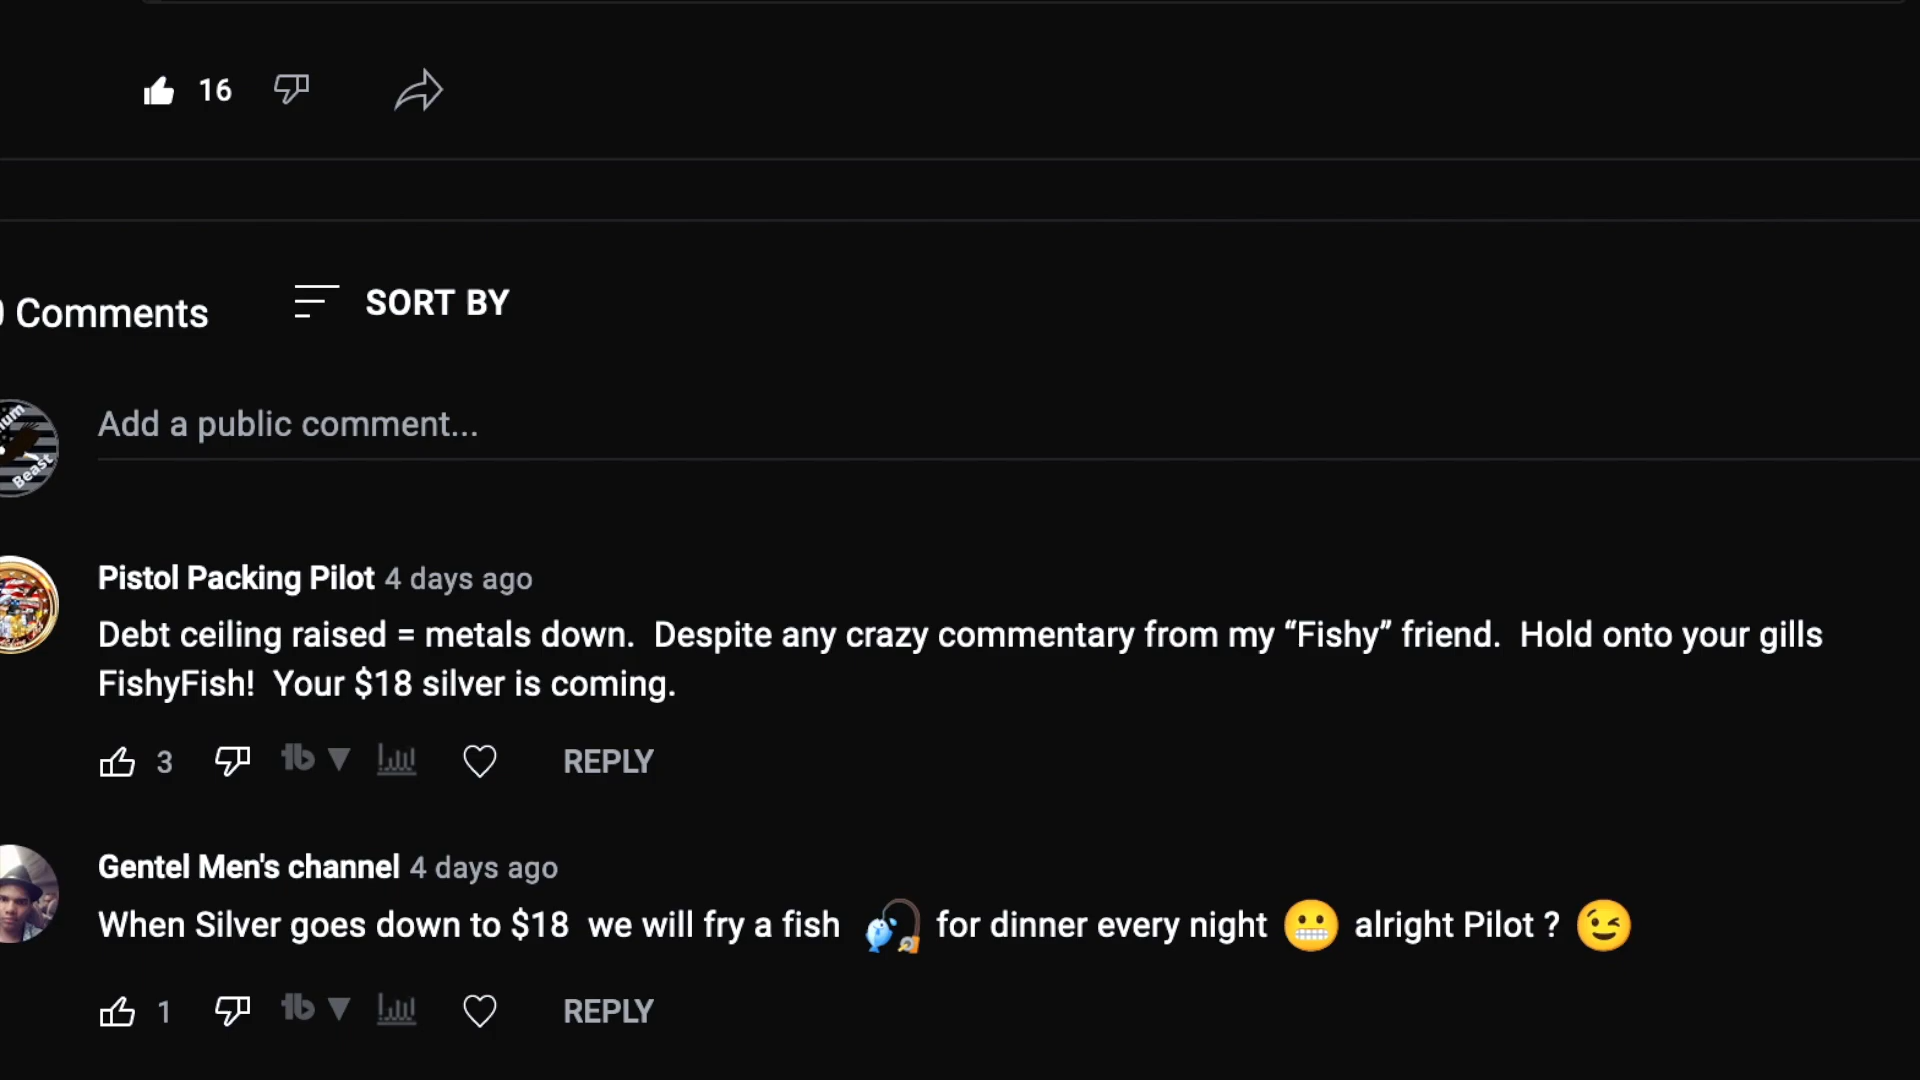 16
Comments
SORT BY
Beast
Add a public comment...
Pistol Packing Pilot 4 days ago
Debt ceiling raised = metals down.  Despite any crazy commentary from my “Fishy” friend.  Hold onto your gills
FishyFish!  Your $18 silver is coming.
3 REPLY
Gentel Men's channel 4 days ago
When Silver goes down to $18  we will fry a fish 🎣 for dinner every night 😬 alright Pilot ? 😉
1 REPLY